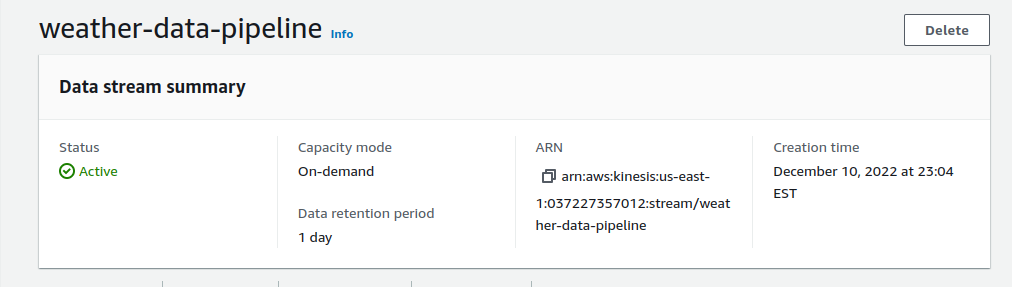 weather-data-pipeline Info
Delete
Data stream summary
Status
Active
Capacity mode
On-demand
Data retention period
1 day
ARN
arn:aws:kinesis:us-east-
1:037227357012:stream/weat
her-data-pipeline
Creation time
December 10, 2022 at 23:04
EST